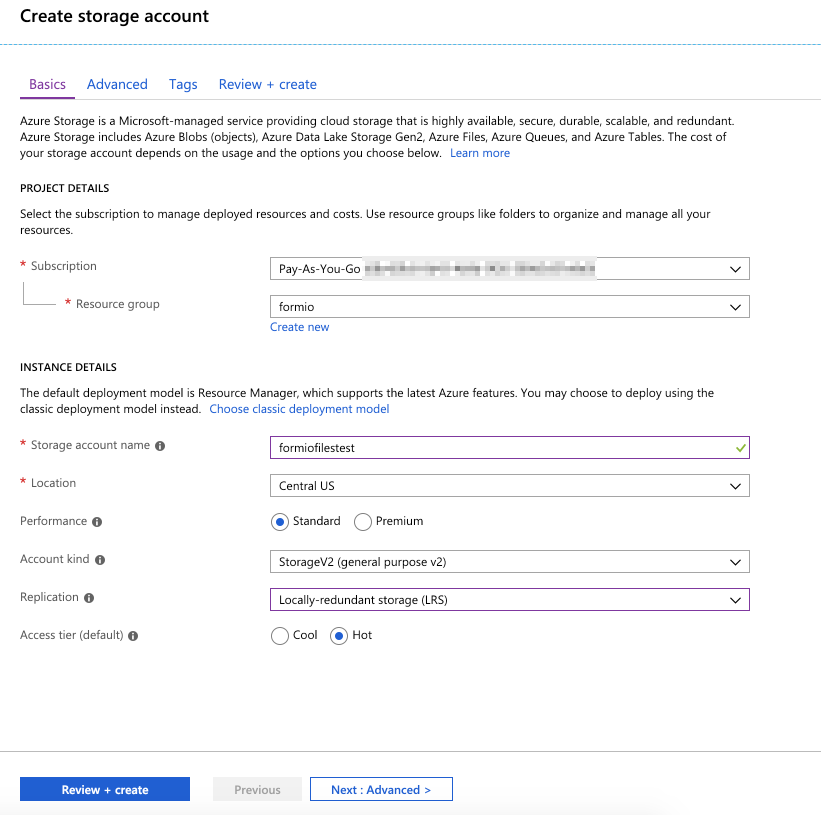 Create storage account
Basics Advanced Tags Review + create
Azure Storage is a Microsoft-managed service providing cloud storage that is highly available, secure, durable, scalable, and redundant.
Azure Storage includes Azure Blobs (objects), Azure Data Lake Storage Gen2, Azure Files, Azure Queues, and Azure Tables. The cost of
your storage account depends on the usage and the options you choose below. Learn more
PROJECT DETAILS
Select the subscription to manage deployed resources and costs. Use resource groups like folders to organize and manage all your
resources.
* Subscription Pay-As-You-Go
* Resource group formio
Create new
INSTANCE DETAILS
The default deployment model is Resource Manager, which supports the latest Azure features. You may choose to deploy using the
classic deployment model instead. Choose classic deployment model
* Storage account name formiofilestest
* Location Central US
Performance Standard Premium
Account kind StorageV2 (general purpose v2)
Replication Locally-redundant storage (LRS)
Access tier (default) Cool Hot
Review + create Previous Next : Advanced >